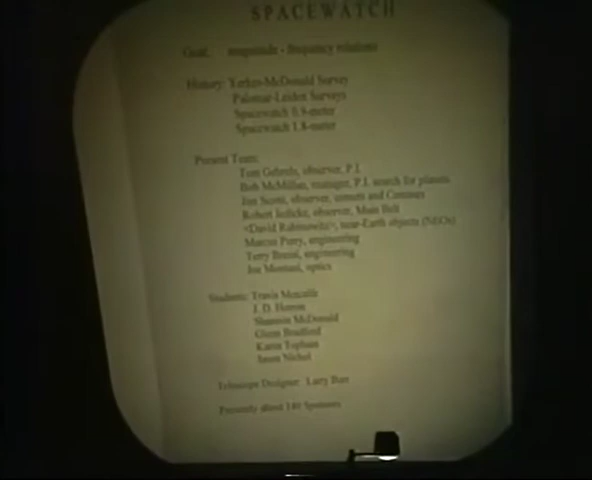 SPACEWATCH
Goal: magnitude - frequency relations
History: Yerkes-McDonald Survey
Palomar-Leiden Surveys
Spacewatch 0.9-meter
Spacewatch 1.8-meter
Present Team:
Tom Gehrels, observer, P.I.
Bob McMillan, manager, P.I. search for planets
Jim Scotti, observer, comets and Centaurs
Robert Jedicke, observer, Main Belt
<David Rabinowitz>, near-Earth objects (NEOs)
Marcus Perry, engineering
Terry Bressi, engineering
Joe Montani, optics
Students: Travis Metcalfe
J. D.
Shannon McDonald
Glenn Bradford
Karin Topham
Jason Nichol
Telescope Designer: Larry Barr
Presently about 140 Sponsors